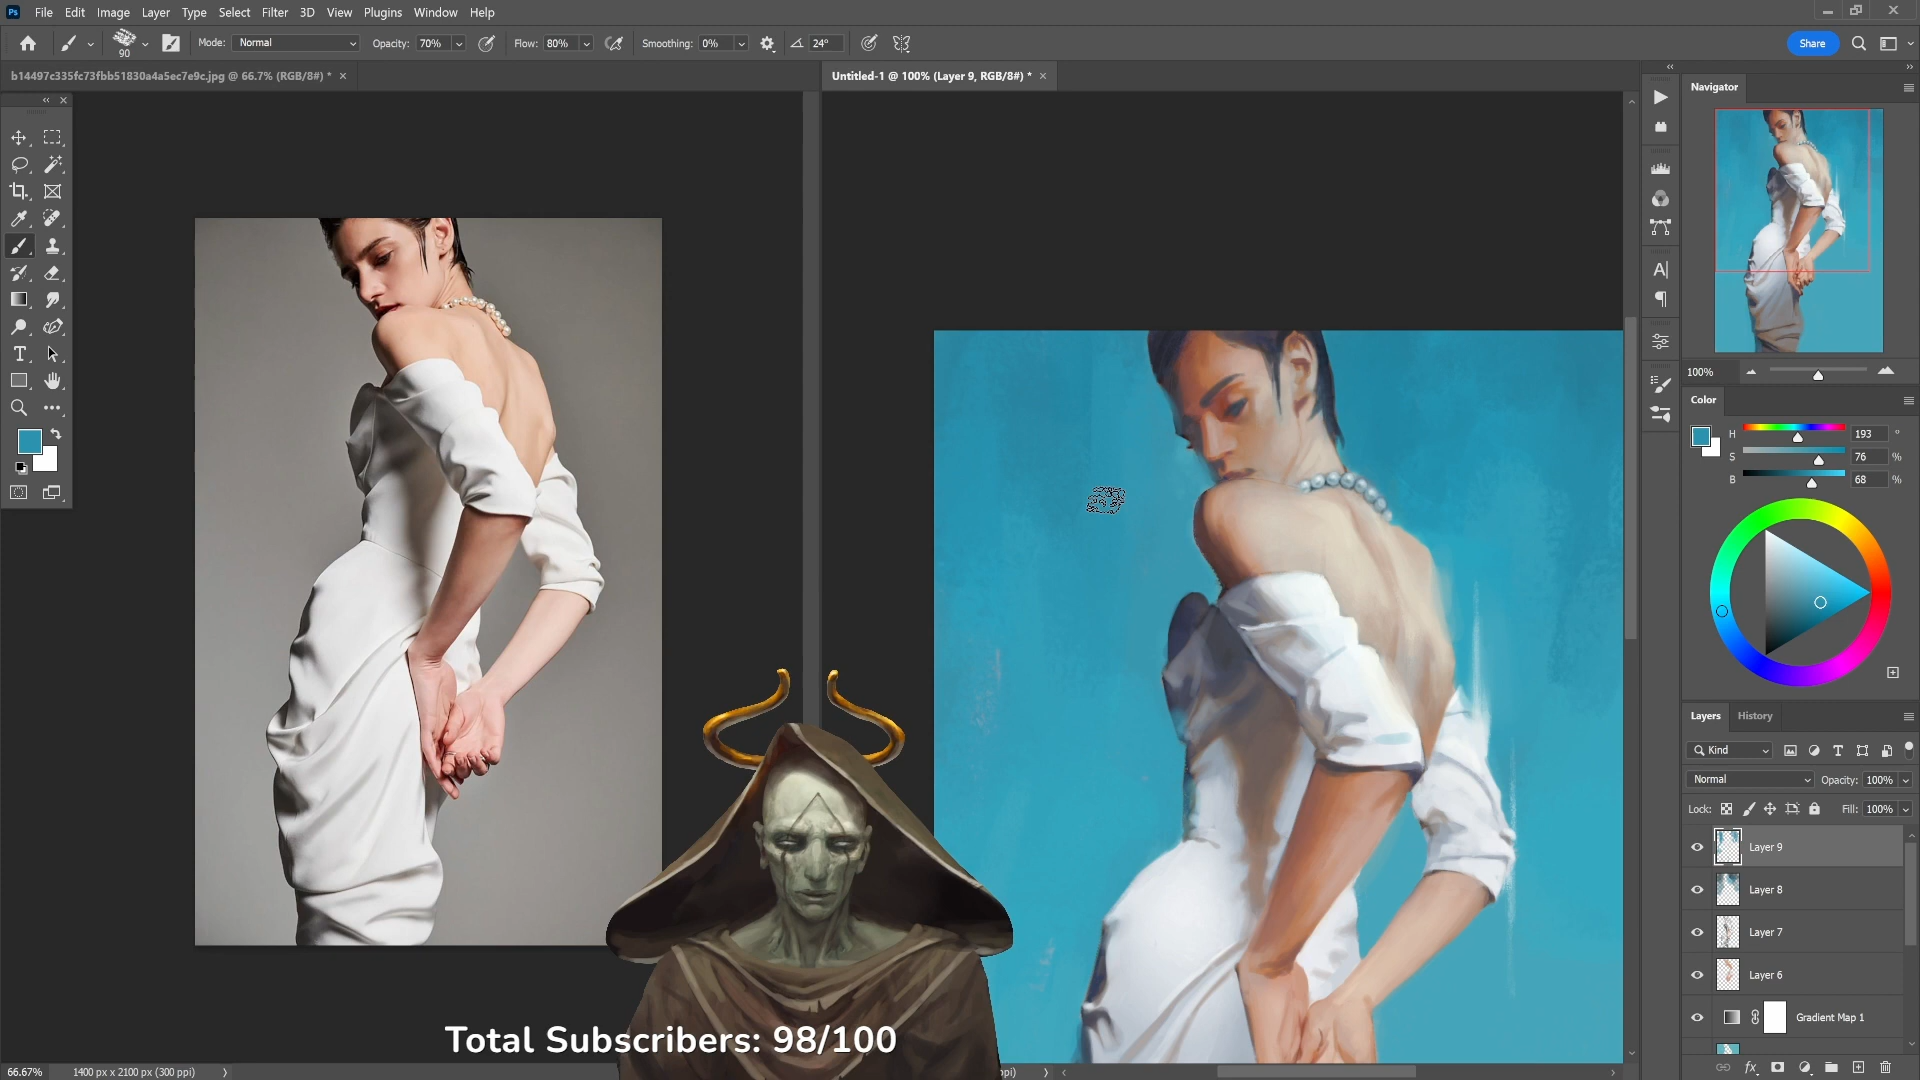 Ps File Edit Image Layer Type Select Filter 3D View Plugins Window Help
90 Mode: Normal Opacity: 70% Flow: 80% Smoothing: 0% 24° Share
b14497c335fc73fbb51830a4a5ec7e9c.jpg @ 66.7% (RGB/8#) * ×
Untitled-1 @ 100% (Layer 9, RGB/8#) * ×
Navigator
100%
Color
H 193 °
S 76 %
B 68 %
Layers History
Kind
Normal Opacity: 100%
Lock: Fill: 100%
Layer 9
Layer 8
Layer 7
Layer 6
Gradient Map 1
Total Subscribers: 98/100
66.67% 1400 px x 2100 px (300 ppi)